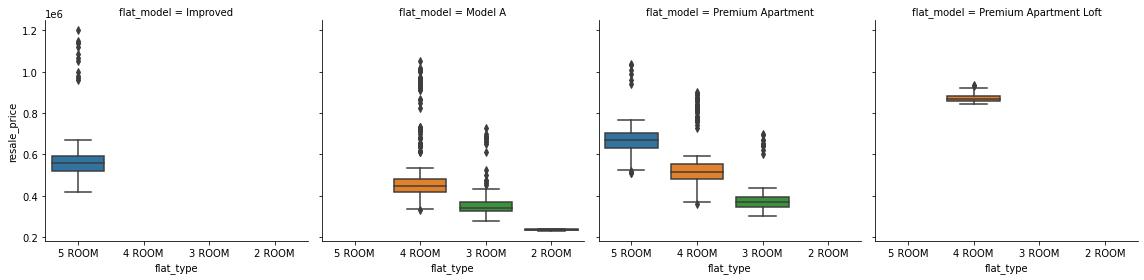 flat_model = Improved
flat_model = Model A
flat_model = Premium Apartment
flat_model = Premium Apartment Loft
1e6
1.2
1.0
0.8
0.6
0.4
0.2
resale_price
5 ROOM 4 ROOM 3 ROOM 2 ROOM
flat_type
5 ROOM 4 ROOM 3 ROOM 2 ROOM
flat_type
5 ROOM 4 ROOM 3 ROOM 2 ROOM
flat_type
5 ROOM 4 ROOM 3 ROOM 2 ROOM
flat_type